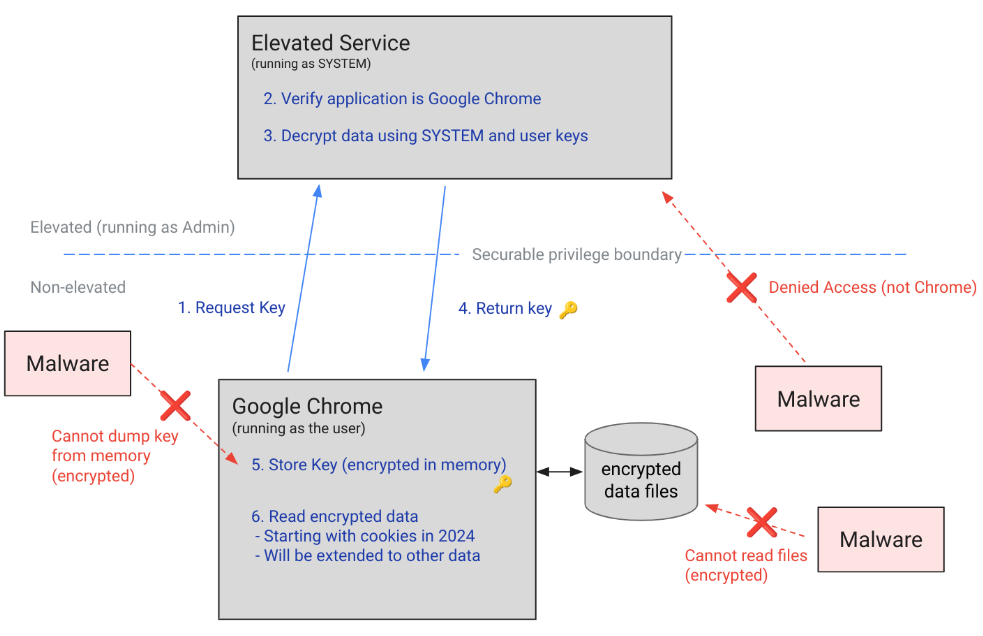 Elevated Service
(running as SYSTEM)
2. Verify application is Google Chrome
3. Decrypt data using SYSTEM and user keys
Elevated (running as Admin)
Securable privilege boundary
Non-elevated
1. Request Key
4. Return key
Denied Access (not Chrome)
Malware
Malware
Cannot dump key
from memory
(encrypted)
Google Chrome
(running as the user)
5. Store Key (encrypted in memory)
6. Read encrypted data
- Starting with cookies in 2024
- Will be extended to other data
encrypted
data files
Malware
Cannot read files
(encrypted)